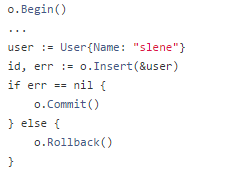 o.Begin()
...
user := User{Name: "slene"}
id, err := o.Insert(&user)
if err == nil {
    o.Commit()
} else {
    o.Rollback()
}